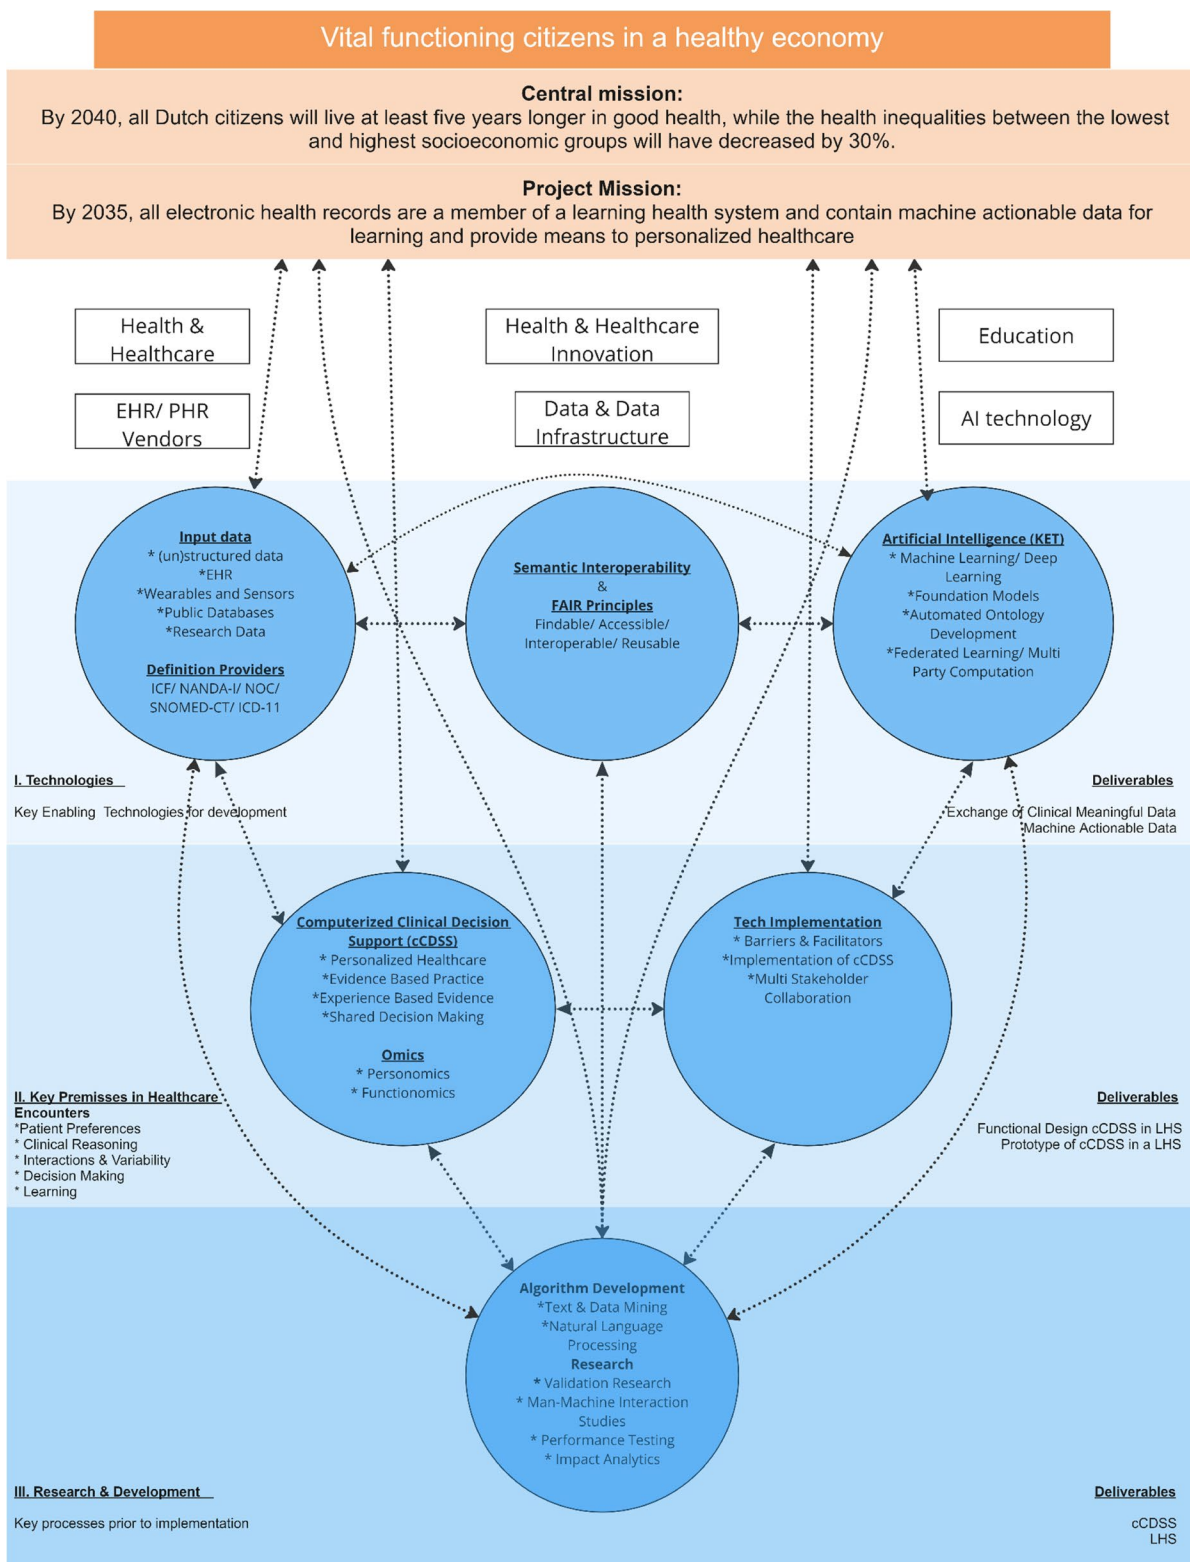 Vital functioning citizens in a healthy economy
Central mission:
By 2040, all Dutch citizens will live at least five years longer in good health, while the health inequalities between the lowest
and highest socioeconomic groups will have decreased by 30%.
Project Mission:
By 2035, all electronic health records are a member of a learning health system and contain machine actionable data for
learning and provide means to personalized healthcare
Health &
Healthcare
Health & Healthcare
Innovation
Education
EHR/ PHR
Vendors
Data & Data
Infrastructure
AI technology
Input data
* (un)structured data
*EHR
*Wearables and Sensors
*Public Databases
*Research Data
Definition Providers
ICF/ NANDA-I/ NOC/
SNOMED-CT/ ICD-11
Semantic Interoperability
&
FAIR Principles
Findable/ Accessible/
Interoperable/ Reusable
Artificial Intelligence (KET)
* Machine Learning/ Deep
Learning
*Foundation Models
*Automated Ontology
Development
*Federated Learning/ Multi
Party Computation
I. Technologies
Key Enabling  Technologies for development
Deliverables
Exchange of Clinical Meaningful Data
Machine Actionable Data
Computerized Clinical Decision
Support (cCDSS)
* Personalized Healthcare
*Evidence Based Practice
*Experience Based Evidence
*Shared Decision Making
Omics
* Personomics
* Functionomics
Tech Implementation
* Barriers & Facilitators
*Implementation of cCDSS
*Multi Stakeholder
Collaboration
II. Key Premisses in Healthcare
Encounters
*Patient Preferences
* Clinical Reasoning
* Interactions & Variability
* Decision Making
* Learning
Deliverables
Functional Design cCDSS in LHS
Prototype of cCDSS in a LHS
Algorithm Development
*Text & Data Mining
*Natural Language
Processing
Research
* Validation Research
* Man-Machine Interaction
Studies
* Performance Testing
* Impact Analytics
III. Research & Development
Key processes prior to implementation
Deliverables
cCDSS
LHS